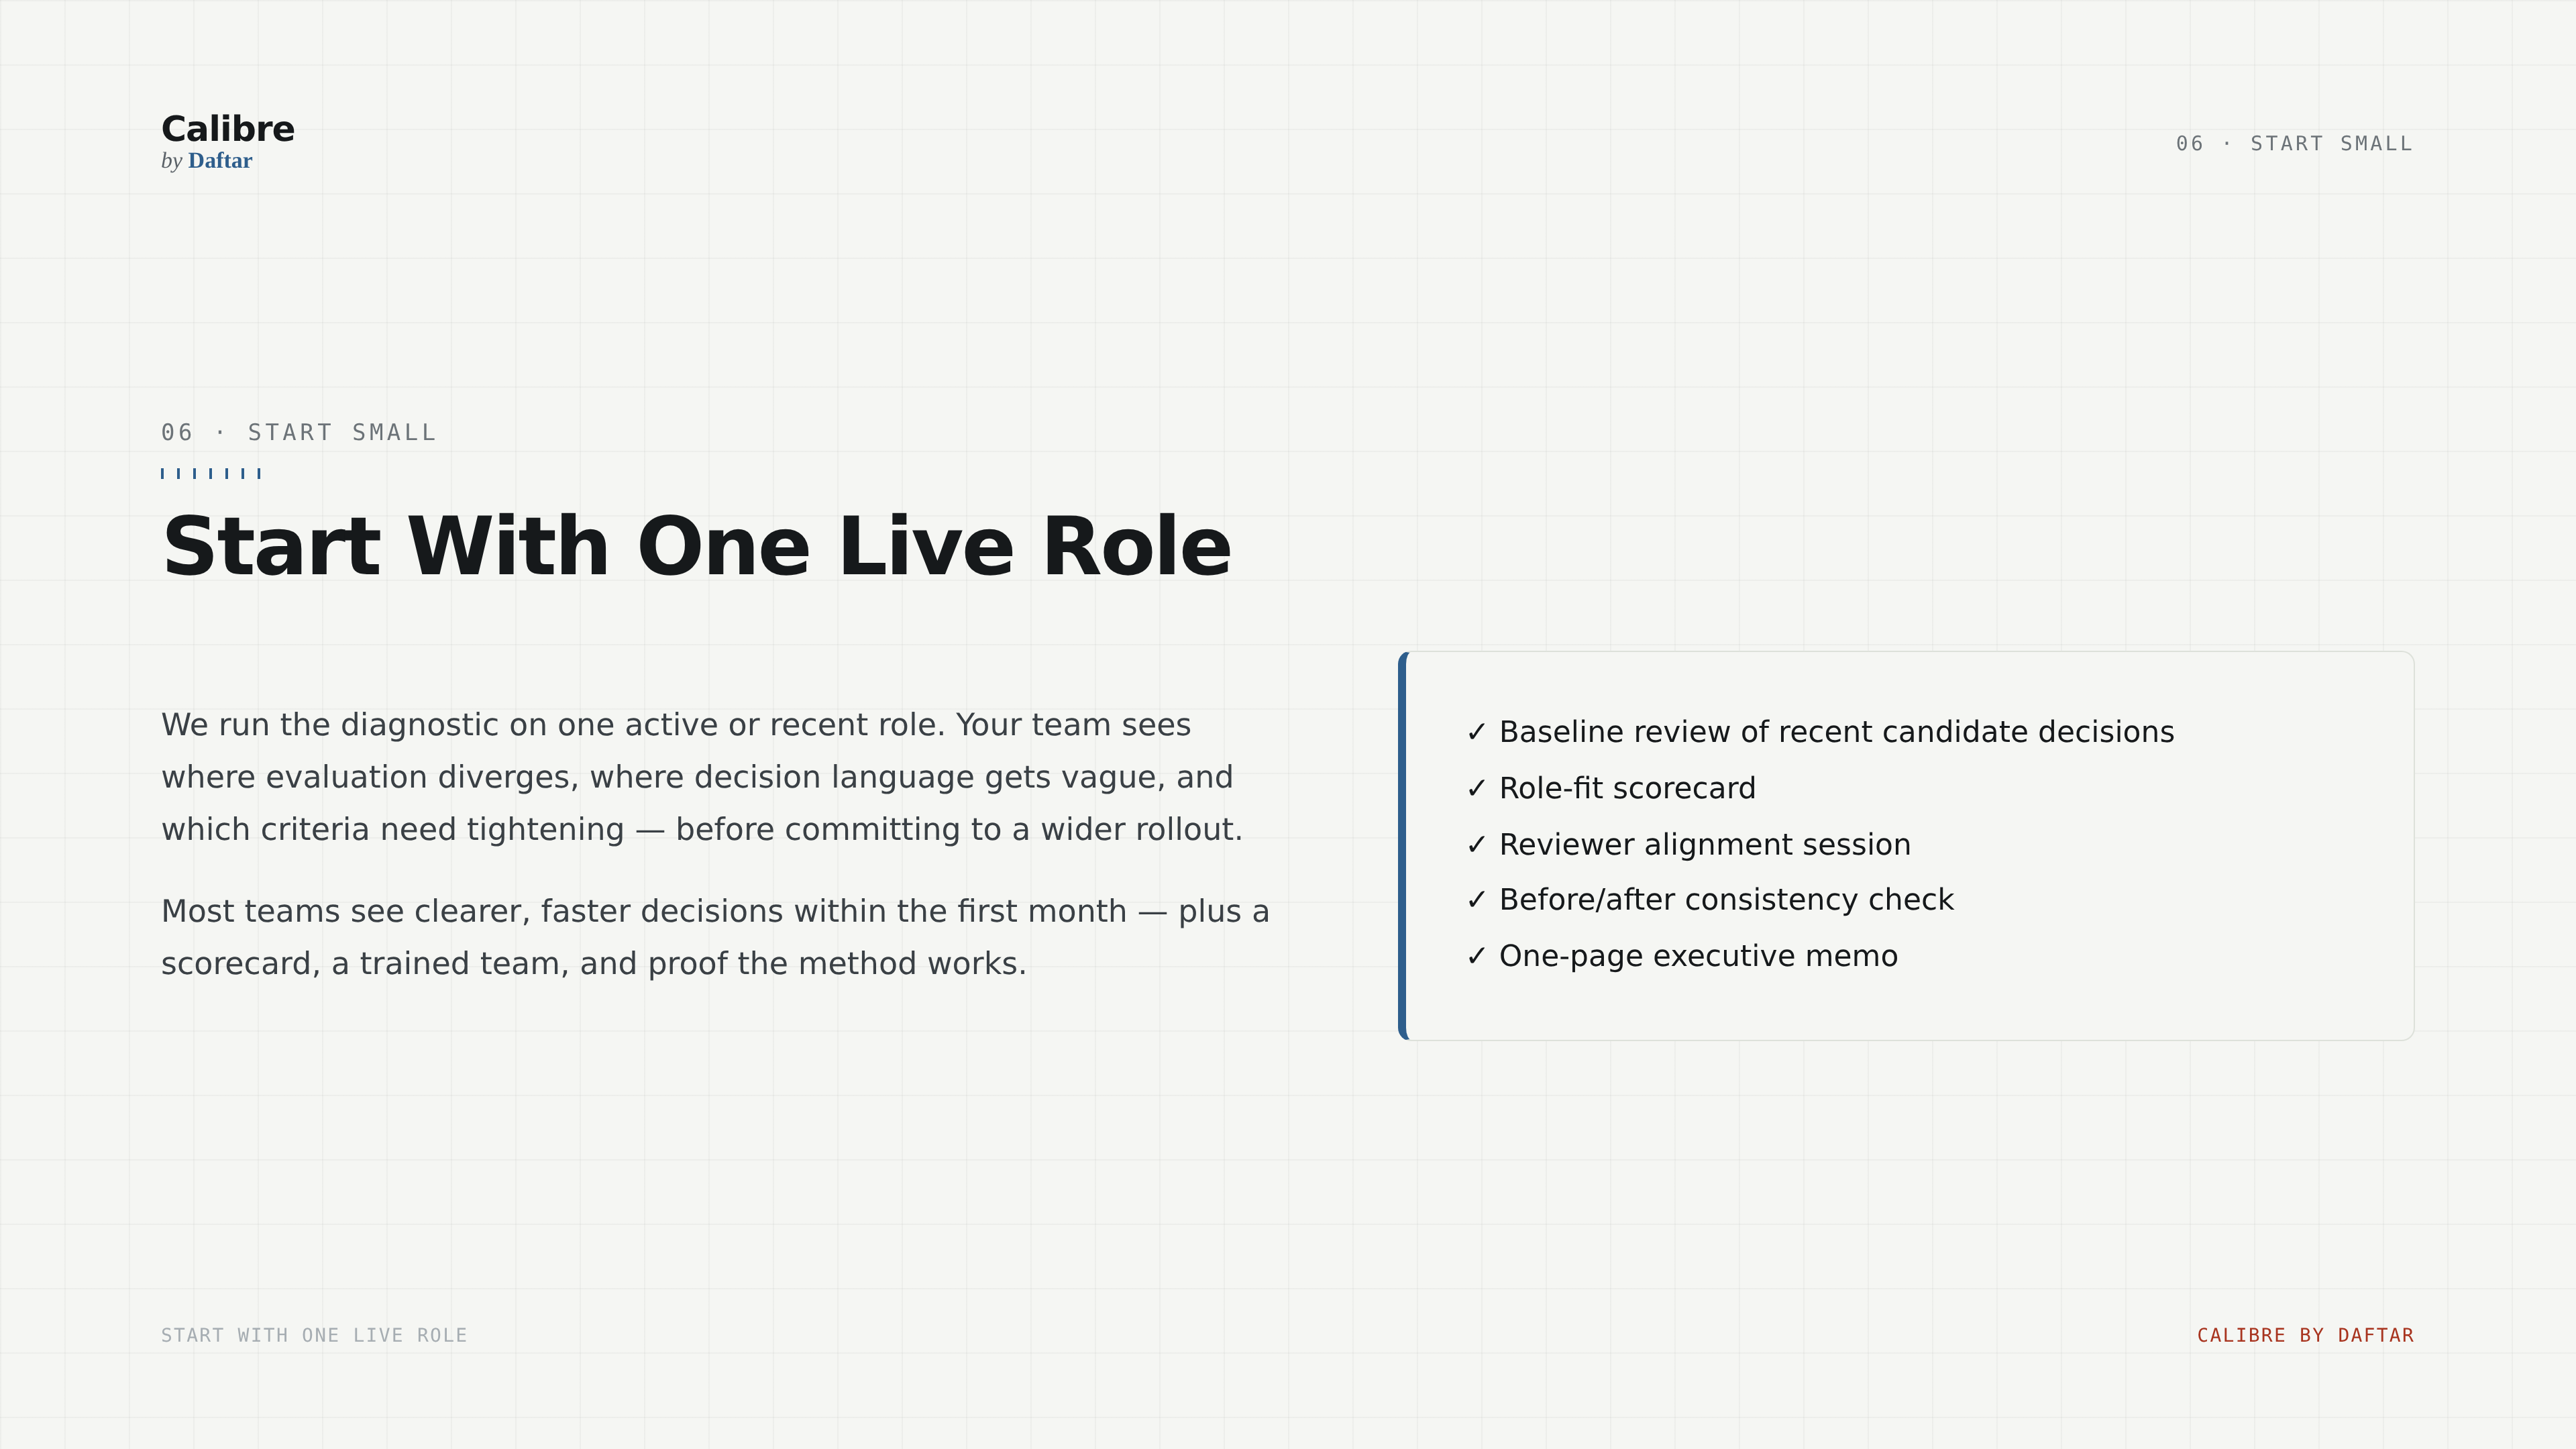 Calibre
by Daftar
06 · START SMALL
06 · START SMALL
Start With One Live Role
We run the diagnostic on one active or recent role. Your team sees
where evaluation diverges, where decision language gets vague, and
which criteria need tightening — before committing to a wider rollout.
Most teams see clearer, faster decisions within the first month — plus a
scorecard, a trained team, and proof the method works.
✓ Baseline review of recent candidate decisions
✓ Role-fit scorecard
✓ Reviewer alignment session
✓ Before/after consistency check
✓ One-page executive memo
START WITH ONE LIVE ROLE
CALIBRE BY DAFTAR